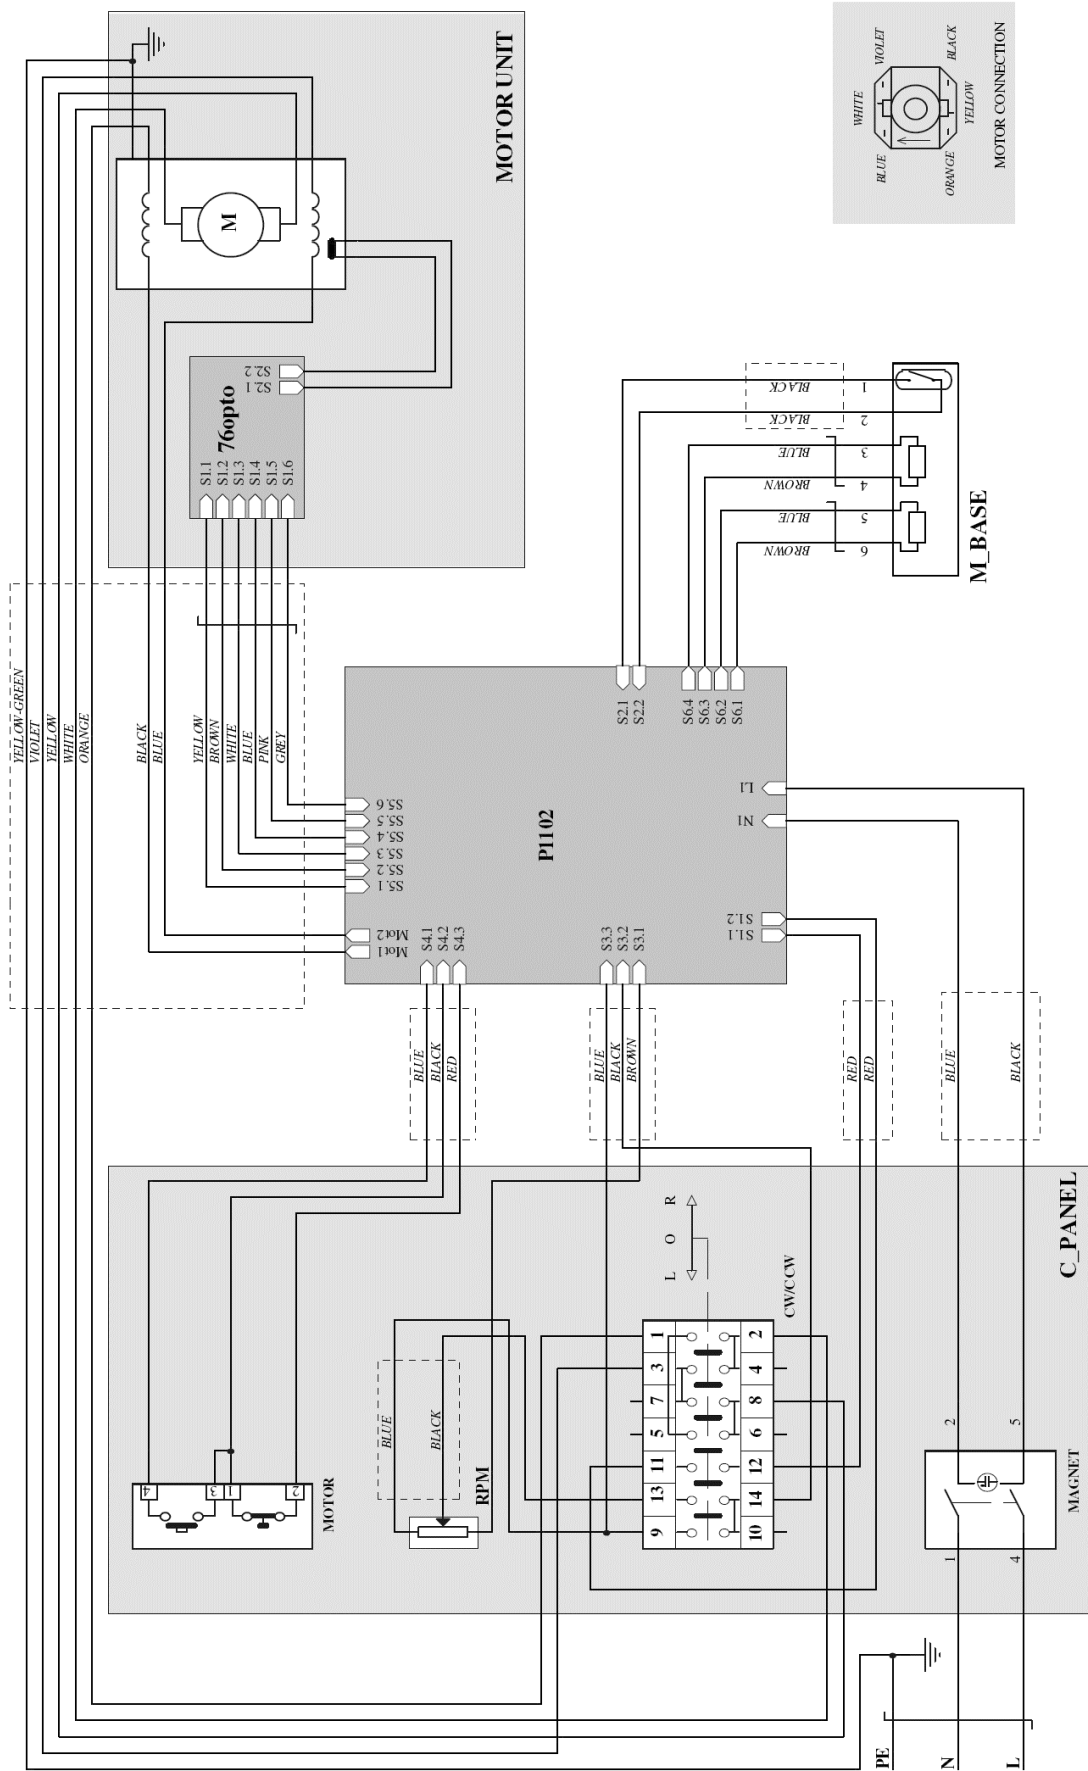 MOTOR UNIT
M
S2.2
S2.1
76opto
S1.1
S1.2
S1.3
S1.4
S1.5
S1.6
VIOLET
BLACK
WHITE
YELLOW
BLUE
ORANGE
MOTOR CONNECTION
BLACK
1
BLACK
2
BLUE
3
BROWN
4
BLUE
5
BROWN
6
M_BASE
YELLOW-GREEN
VIOLET
YELLOW
WHITE
ORANGE
BLACK
BLUE
YELLOW
BROWN
WHITE
BLUE
PINK
GREY
S2.1
S2.2
S6.4
S6.3
S6.2
S6.1
L1
N1
P1102
S5.6
S5.5
S5.4
S5.3
S5.2
S5.1
Mot2
Mot1
S4.1
S4.2
S4.3
S3.3
S3.2
S3.1
S1.2
S1.1
BLUE
BLACK
RED
BLUE
BLACK
BROWN
RED
RED
BLUE
BLACK
C_PANEL
L O R
CW/CCW
1
3
7
5
11
13
9
2
4
8
6
12
14
10
BLUE
BLACK
RPM
4
3
1
2
MOTOR
2
5
MAGNET
1
4
PE
N
L